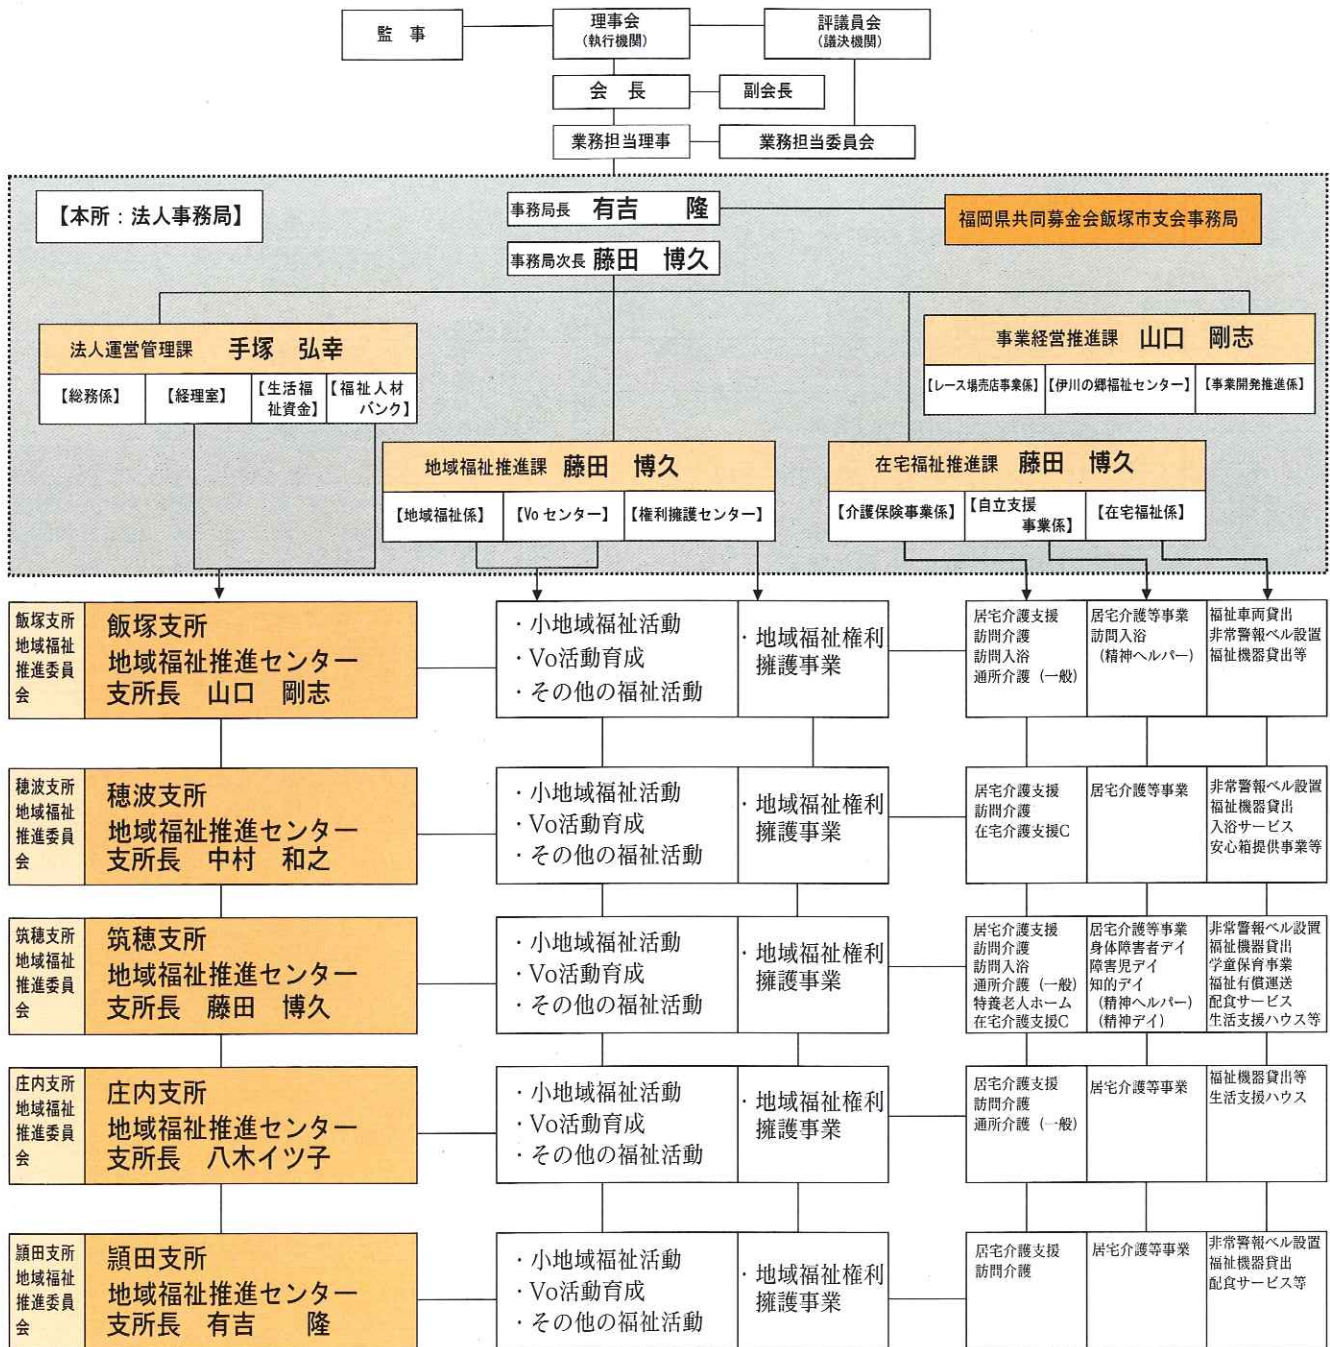 監　事
理事会
(執行機関)
評議員会
(議決機関)
会　長
副会長
業務担当理事
業務担当委員会
【本所：法人事務局】
事務局長　有吉　　隆
福岡県共同募金会飯塚市支会事務局
事務局次長　藤田　博久
法人運営管理課　手塚　弘幸
【総務係】
【経理室】
【生活福
祉資金】
【福祉人材
バンク】
事業経営推進課　山口　剛志
【レース場売店事業係】
【伊川の郷福祉センター】
【事業開発推進係】
地域福祉推進課　藤田　博久
【地域福祉係】
【Vo センター】
【権利擁護センター】
在宅福祉推進課　藤田　博久
【介護保険事業係】
【自立支援
事業係】
【在宅福祉係】
飯塚支所
地域福祉
推進委員
会
飯塚支所
地域福祉推進センター
支所長　山口　剛志
・小地域福祉活動
・Vo活動育成
・その他の福祉活動
・地域福祉権利
擁護事業
居宅介護支援
訪問介護
訪問入浴
通所介護（一般）
居宅介護等事業
訪問入浴
（精神ヘルパー）
福祉車両貸出
非常警報ベル設置
福祉機器貸出等
穂波支所
地域福祉
推進委員
会
穂波支所
地域福祉推進センター
支所長　中村　和之
・小地域福祉活動
・Vo活動育成
・その他の福祉活動
・地域福祉権利
擁護事業
居宅介護支援
訪問介護
在宅介護支援C
居宅介護等事業
非常警報ベル設置
福祉機器貸出
入浴サービス
安心箱提供事業等
筑穂支所
地域福祉
推進委員
会
筑穂支所
地域福祉推進センター
支所長　藤田　博久
・小地域福祉活動
・Vo活動育成
・その他の福祉活動
・地域福祉権利
擁護事業
居宅介護支援
訪問介護
訪問入浴
通所介護（一般）
特養老人ホーム
在宅介護支援C
居宅介護等事業
身体障害者デイ
障害児デイ
知的デイ
（精神ヘルパー）
（精神デイ）
非常警報ベル設置
福祉機器貸出
学童保育事業
福祉有償運送
配食サービス
生活支援ハウス等
庄内支所
地域福祉
推進委員
会
庄内支所
地域福祉推進センター
支所長　八木イツ子
・小地域福祉活動
・Vo活動育成
・その他の福祉活動
・地域福祉権利
擁護事業
居宅介護支援
訪問介護
通所介護（一般）
居宅介護等事業
福祉機器貸出等
生活支援ハウス
頴田支所
地域福祉
推進委員
会
頴田支所
地域福祉推進センター
支所長　有吉　　隆
・小地域福祉活動
・Vo活動育成
・その他の福祉活動
・地域福祉権利
擁護事業
居宅介護支援
訪問介護
居宅介護等事業
非常警報ベル設置
福祉機器貸出
配食サービス等